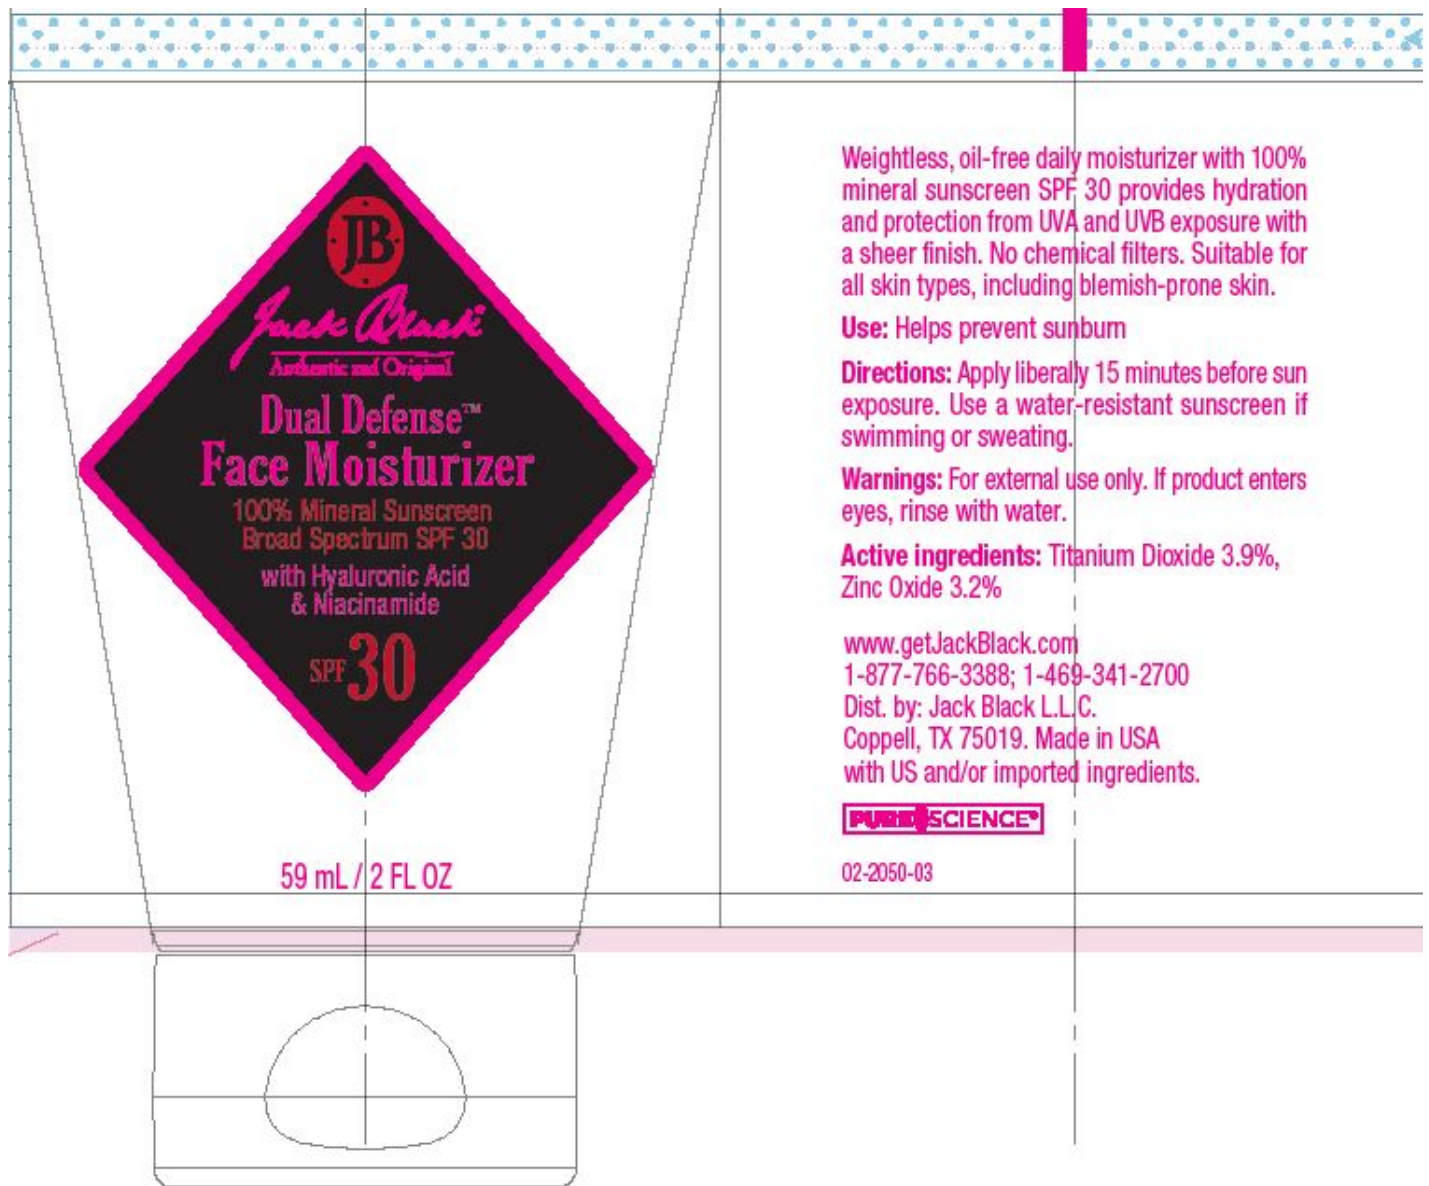 JB
Jack Black®
Authentic and Original
Dual Defense™
Face Moisturizer
100% Mineral Sunscreen
Broad Spectrum SPF 30
with Hyaluronic Acid
& Niacinamide
SPF 30
59 mL / 2 FL OZ
Weightless, oil-free daily moisturizer with 100%
mineral sunscreen SPF 30 provides hydration
and protection from UVA and UVB exposure with
a sheer finish. No chemical filters. Suitable for
all skin types, including blemish-prone skin.
Use: Helps prevent sunburn
Directions: Apply liberally 15 minutes before sun
exposure. Use a water-resistant sunscreen if
swimming or sweating.
Warnings: For external use only. If product enters
eyes, rinse with water.
Active ingredients: Titanium Dioxide 3.9%,
Zinc Oxide 3.2%
www.getJackBlack.com
1-877-766-3388; 1-469-341-2700
Dist. by: Jack Black L.L.C.
Coppell, TX 75019. Made in USA
with US and/or imported ingredients.
PURE SCIENCE®
02-2050-03